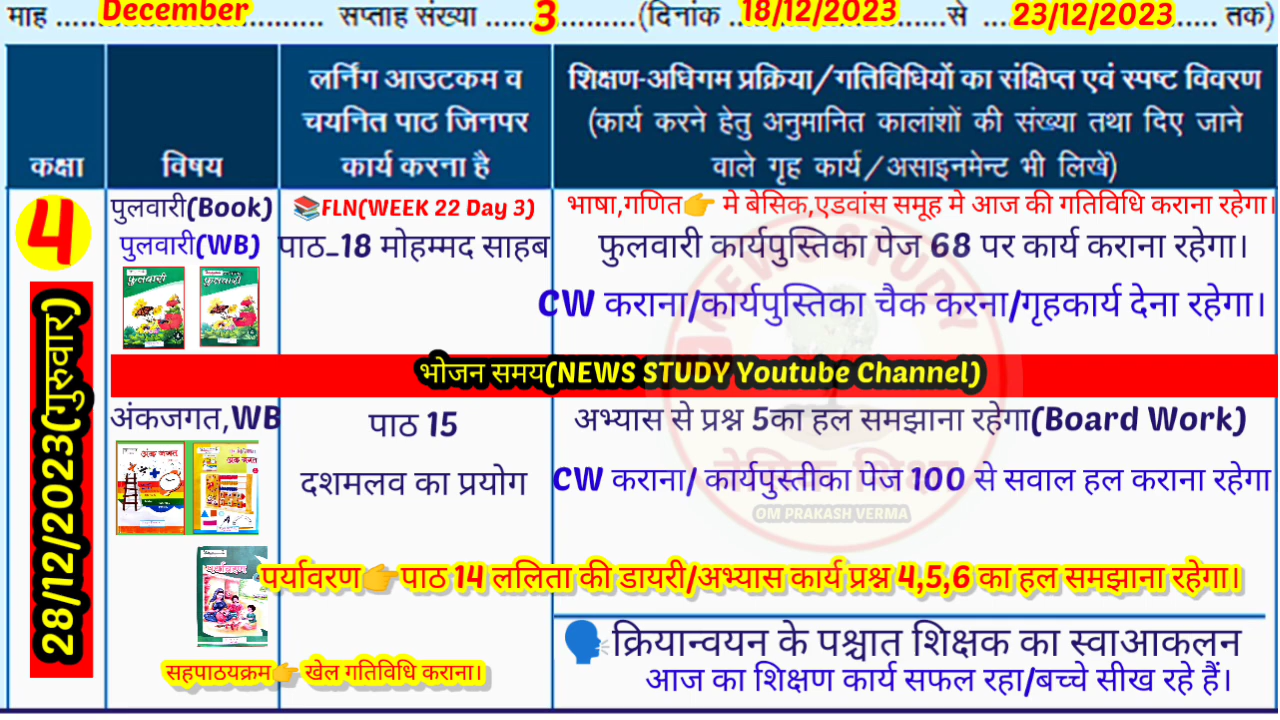 माह ............ December ............ सप्ताह संख्या ...... 3 ..........(दिनांक .. 18/12/2023 ......से .... 23/12/2023 ...... तक)
कक्षा
विषय
लर्निंग आउटकम व
चयनित पाठ जिनपर
कार्य करना है
शिक्षण-अधिगम प्रक्रिया/गतिविधियों का संक्षिप्त एवं स्पष्ट विवरण
(कार्य करने हेतु अनुमानित कालांशों की संख्या तथा दिए जाने
वाले गृह कार्य/असाइनमेन्ट भी लिखें)
4
28/12/2023(गुरुवार)
पुलवारी(Book)
पुलवारी(WB)
फुलवारी
फुलवारी
📚FLN(WEEK 22 Day 3)
पाठ-18 मोहम्मद साहब
भाषा,गणित👉 मे बेसिक,एडवांस समूह मे आज की गतिविधि कराना रहेगा।
फुलवारी कार्यपुस्तिका पेज 68 पर कार्य कराना रहेगा।
CW कराना/कार्यपुस्तिका चैक करना/गृहकार्य देना रहेगा।
NEWS STUDY
भोजन समय(NEWS STUDY Youtube Channel)
अंकजगत,WB
अंक जगत
अंक जगत
पाठ 15
दशमलव का प्रयोग
अभ्यास से प्रश्न 5का हल समझाना रहेगा(Board Work)
CW कराना/ कार्यपुस्तीका पेज 100 से सवाल हल कराना रहेगा
OM PRAKASH VERMA
पर्यावरण👉पाठ 14 ललिता की डायरी/अभ्यास कार्य प्रश्न 4,5,6 का हल समझाना रहेगा।
सहपाठयक्रम👉 खेल गतिविधि कराना।
🗣क्रियान्वयन के पश्चात शिक्षक का स्वाआकलन
आज का शिक्षण कार्य सफल रहा/बच्चे सीख रहे हैं।